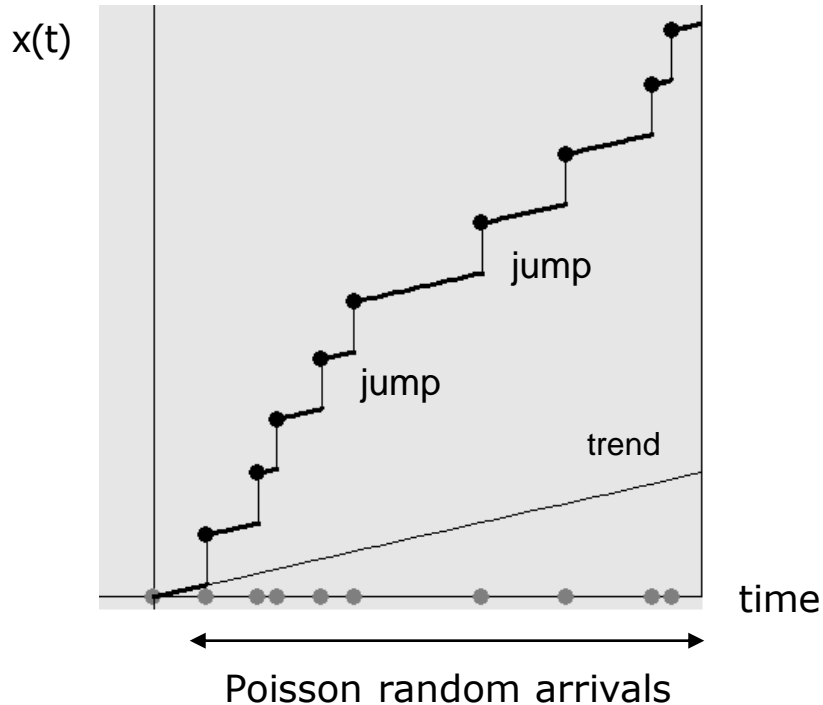 x(t)
jump
jump
trend
time
Poisson random arrivals